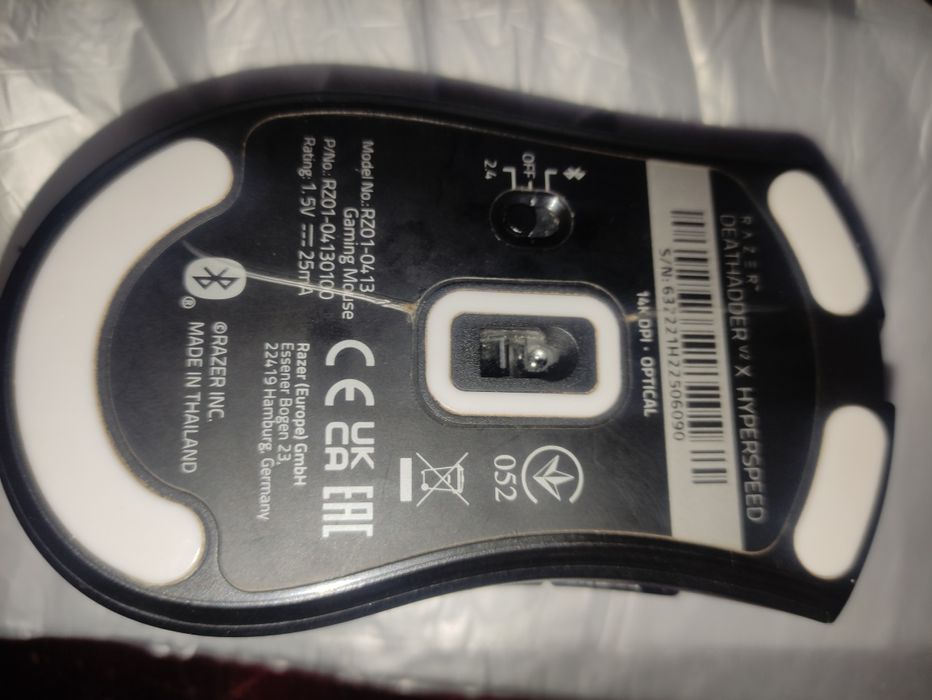 RAZER™
DEATHADDER V2 X HYPERSPEED
S/N: 632221H22506090
14K DPI • OPTICAL
OFF
2.4
052
Model No.: RZ01-0413
Gaming Mouse
P/No.: RZ01-04130100
Rating: 1.5V ⎓ 25mA
CE UK
CA EAC
Razer (Europe) GmbH
Essener Bogen 23,
22419 Hamburg, Germany
®
©RAZER INC.
MADE IN THAILAND